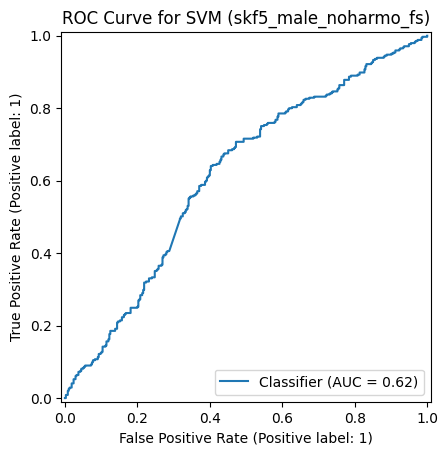 ROC Curve for SVM (skf5_male_noharmo_fs)
True Positive Rate (Positive label: 1)
1.0
0.8
0.6
0.4
0.2
0.0
Classifier (AUC = 0.62)
0.0 0.2 0.4 0.6 0.8 1.0
False Positive Rate (Positive label: 1)